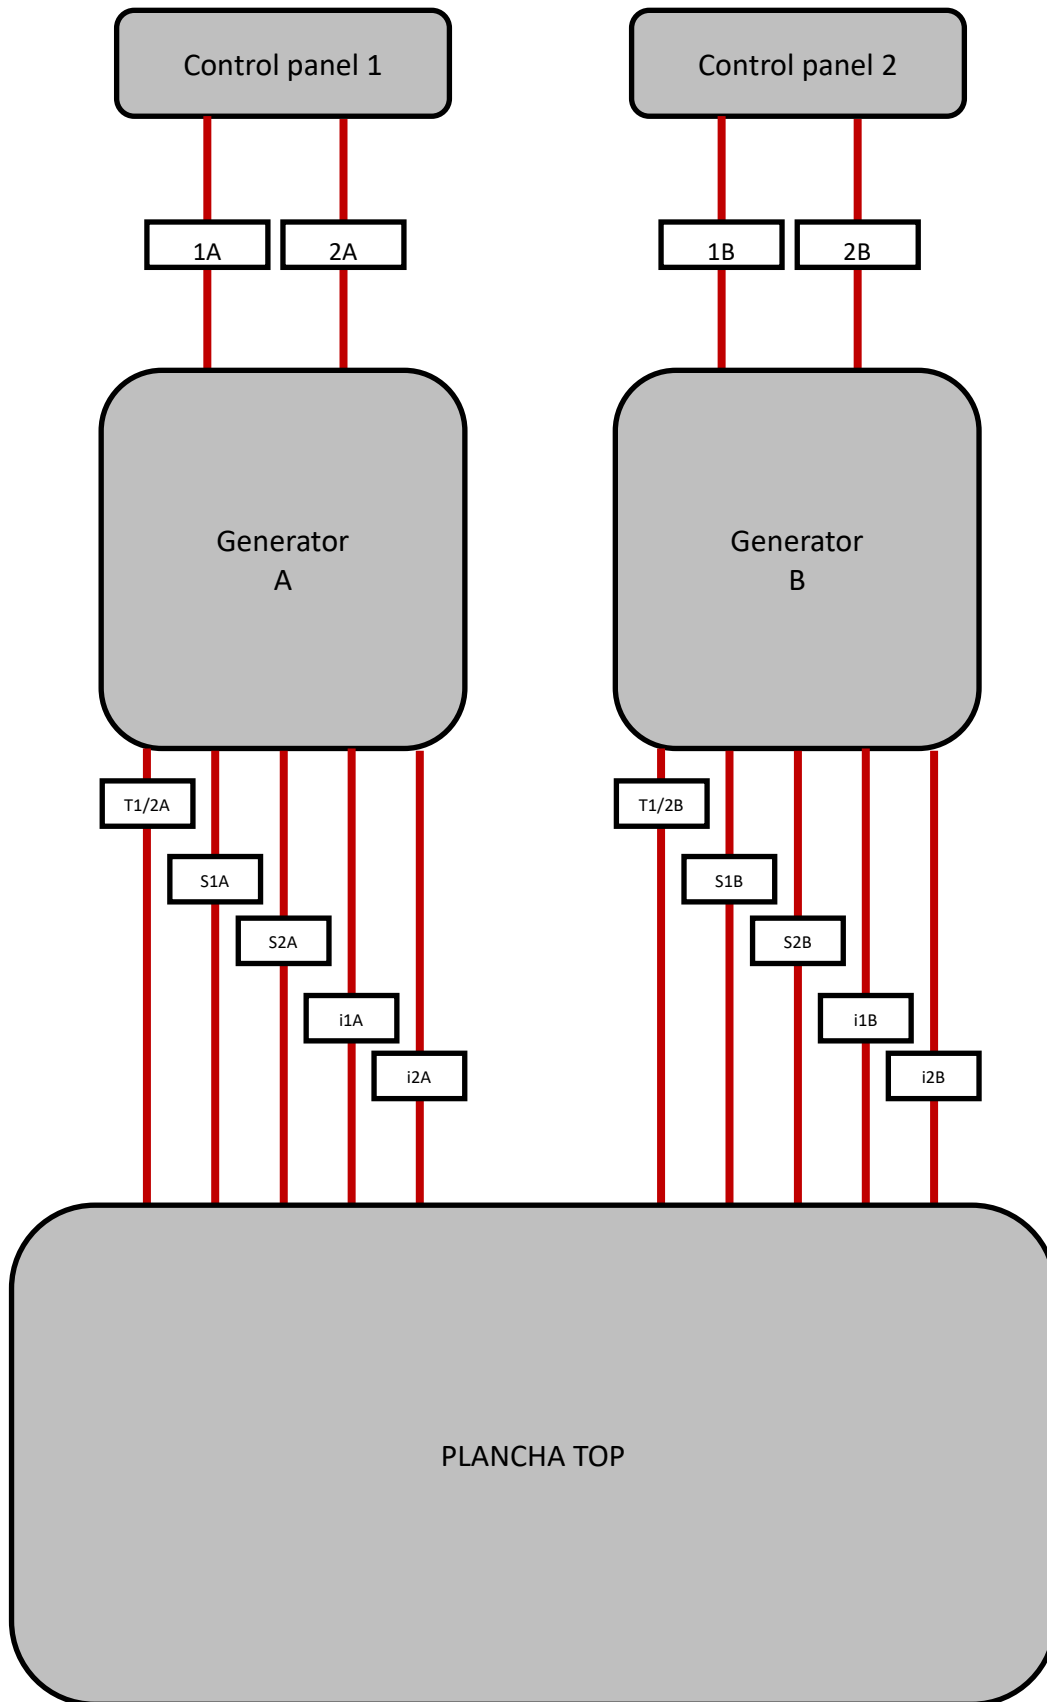 Control panel 1
Control panel 2
1A
2A
1B
2B
Generator
A
Generator
B
T1/2A
S1A
S2A
i1A
i2A
T1/2B
S1B
S2B
i1B
i2B
PLANCHA TOP